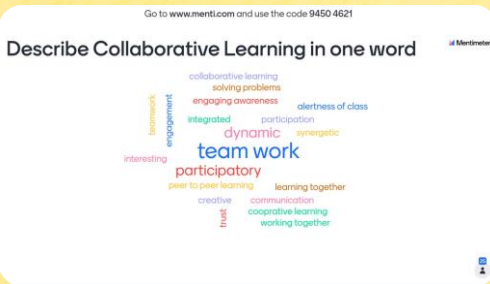 Go to www.menti.com and use the code 9450 4621
Describe Collaborative Learning in one word
Mentimeter
collaborative learning
solving problems
engaging awareness
alertness of class
teamwork
engagement
integrated
participation
dynamic
synergetic
team work
interesting
participatory
peer to peer learning
learning together
creative
communication
trust
cooprative learning
working together